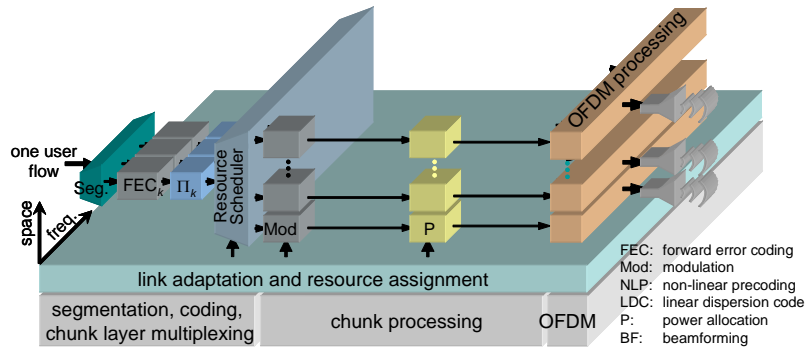 one user
flow
Seg.
FEC k
Π k
Resource
Scheduler
Mod
P
OFDM processing
space
freq.
link adaptation and resource assignment
segmentation, coding,
chunk layer multiplexing
chunk processing
OFDM
FEC: forward error coding
Mod: modulation
NLP: non-linear precoding
LDC: linear dispersion code
P: power allocation
BF: beamforming